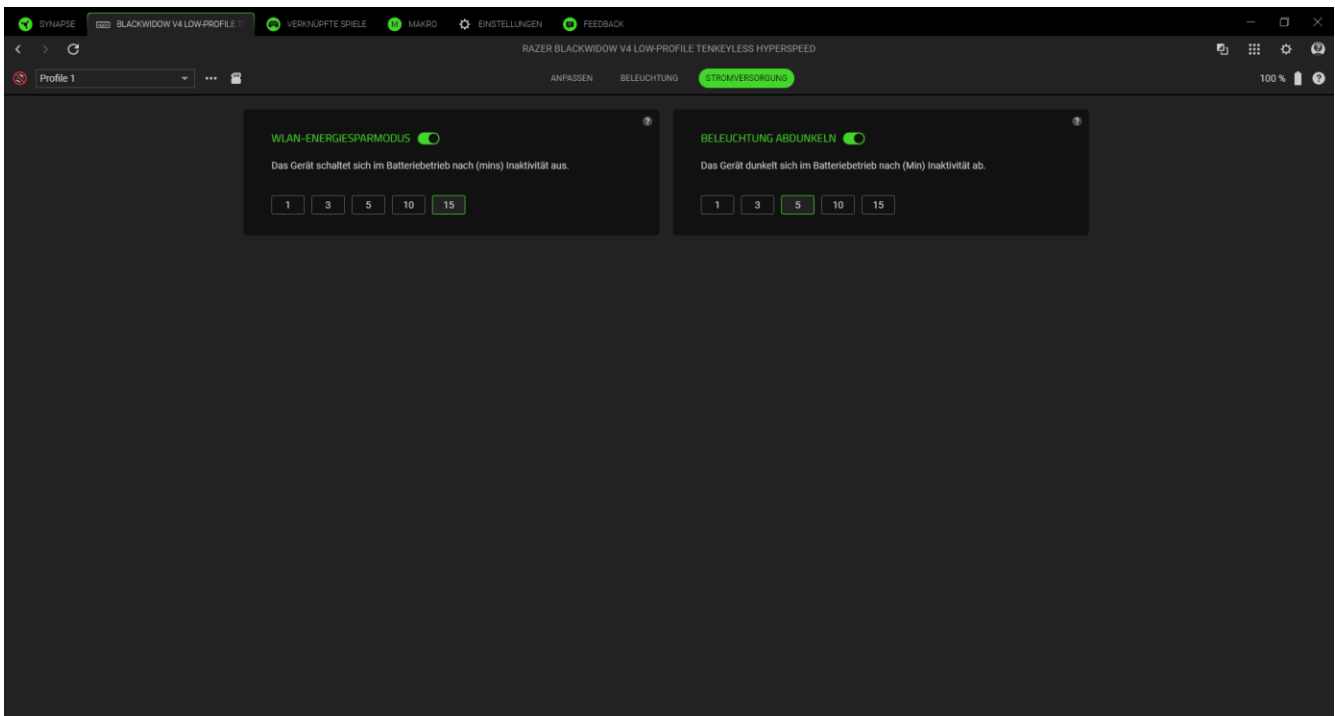 SYNAPSE
BLACKWIDOW V4 LOW-PROFILE
VERKNÜPFTE SPIELE
MAKRO
EINSTELLUNGEN
FEEDBACK
RAZER BLACKWIDOW V4 LOW-PROFILE TENKEYLESS HYPERSPEED
Profile 1
ANPASSEN
BELEUCHTUNG
STROMVERSORGUNG
100 %
WLAN-ENERGIESPARMODUS
Das Gerät schaltet sich im Batteriebetrieb nach (mins) Inaktivität aus.
1 3 5 10 15
BELEUCHTUNG ABDUNKELN
Das Gerät dunkelt sich im Batteriebetrieb nach (Min) Inaktivität ab.
1 3 5 10 15